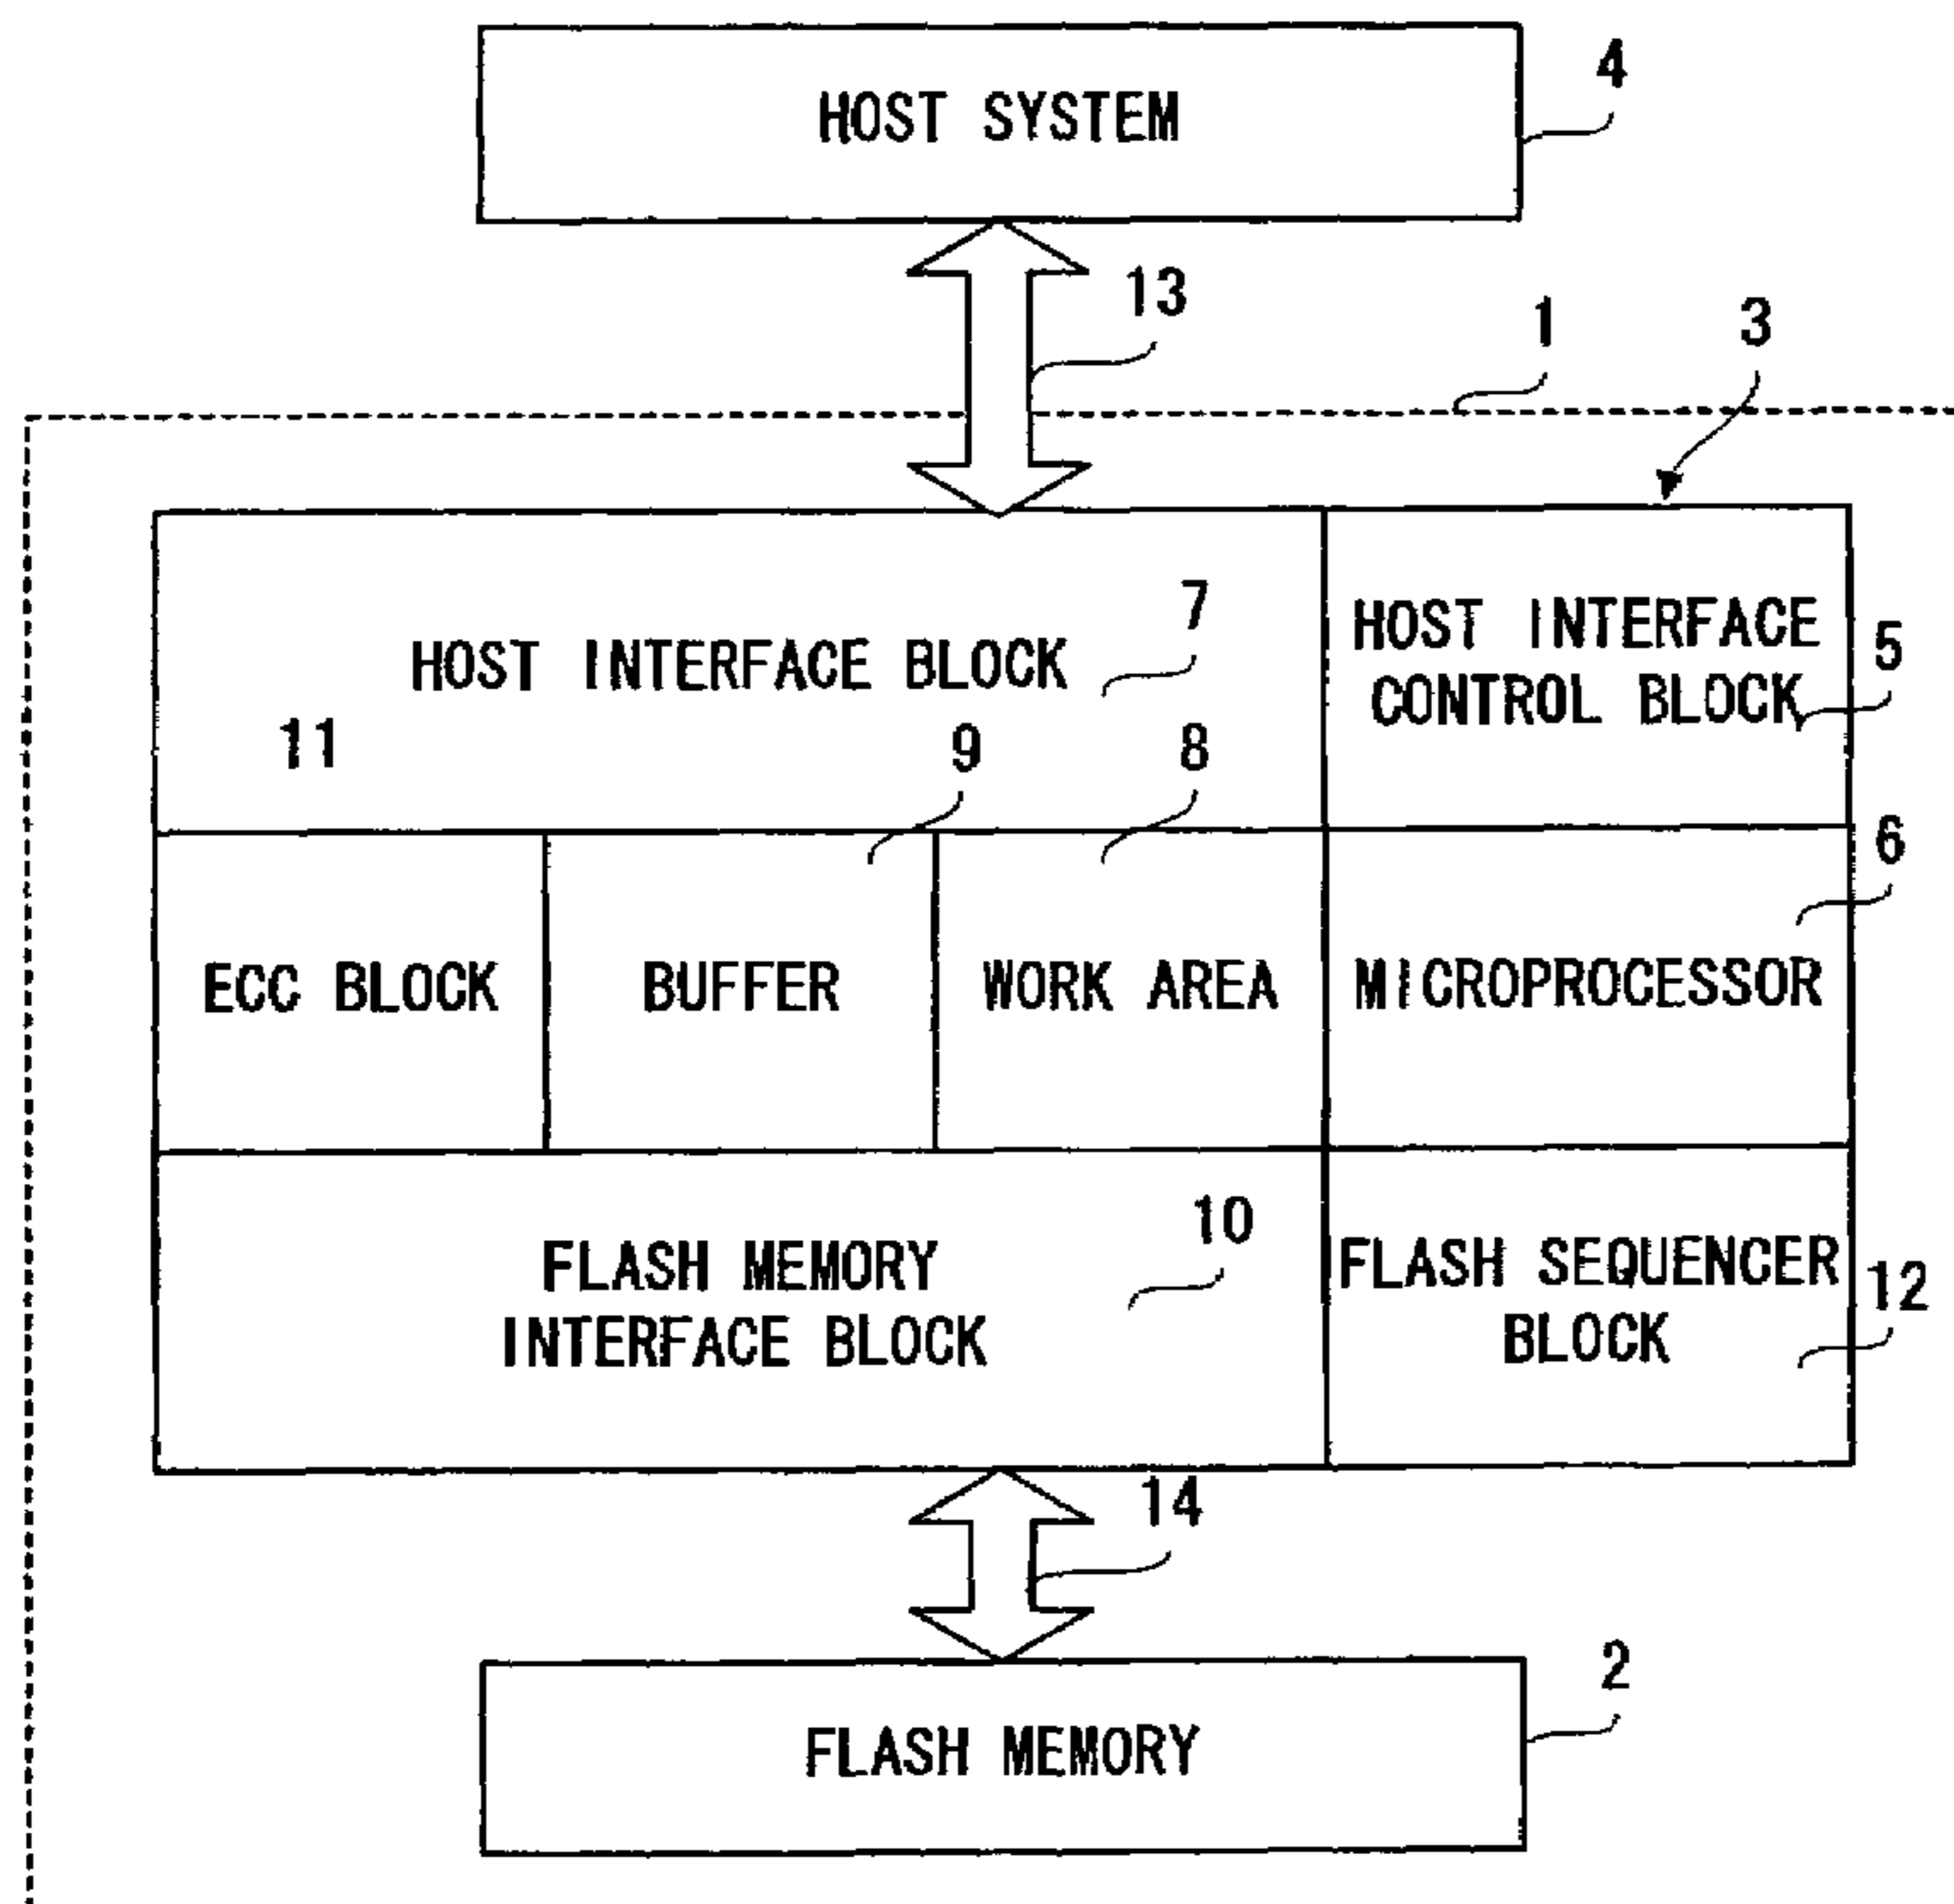 HOST SYSTEM
4
13
1
3
HOST INTERFACE BLOCK
7
HOST INTERFACE
CONTROL BLOCK
5
11
9
8
6
ECC BLOCK
BUFFER
WORK AREA
MICROPROCESSOR
FLASH MEMORY
INTERFACE BLOCK
10
FLASH SEQUENCER
BLOCK
12
14
2
FLASH MEMORY